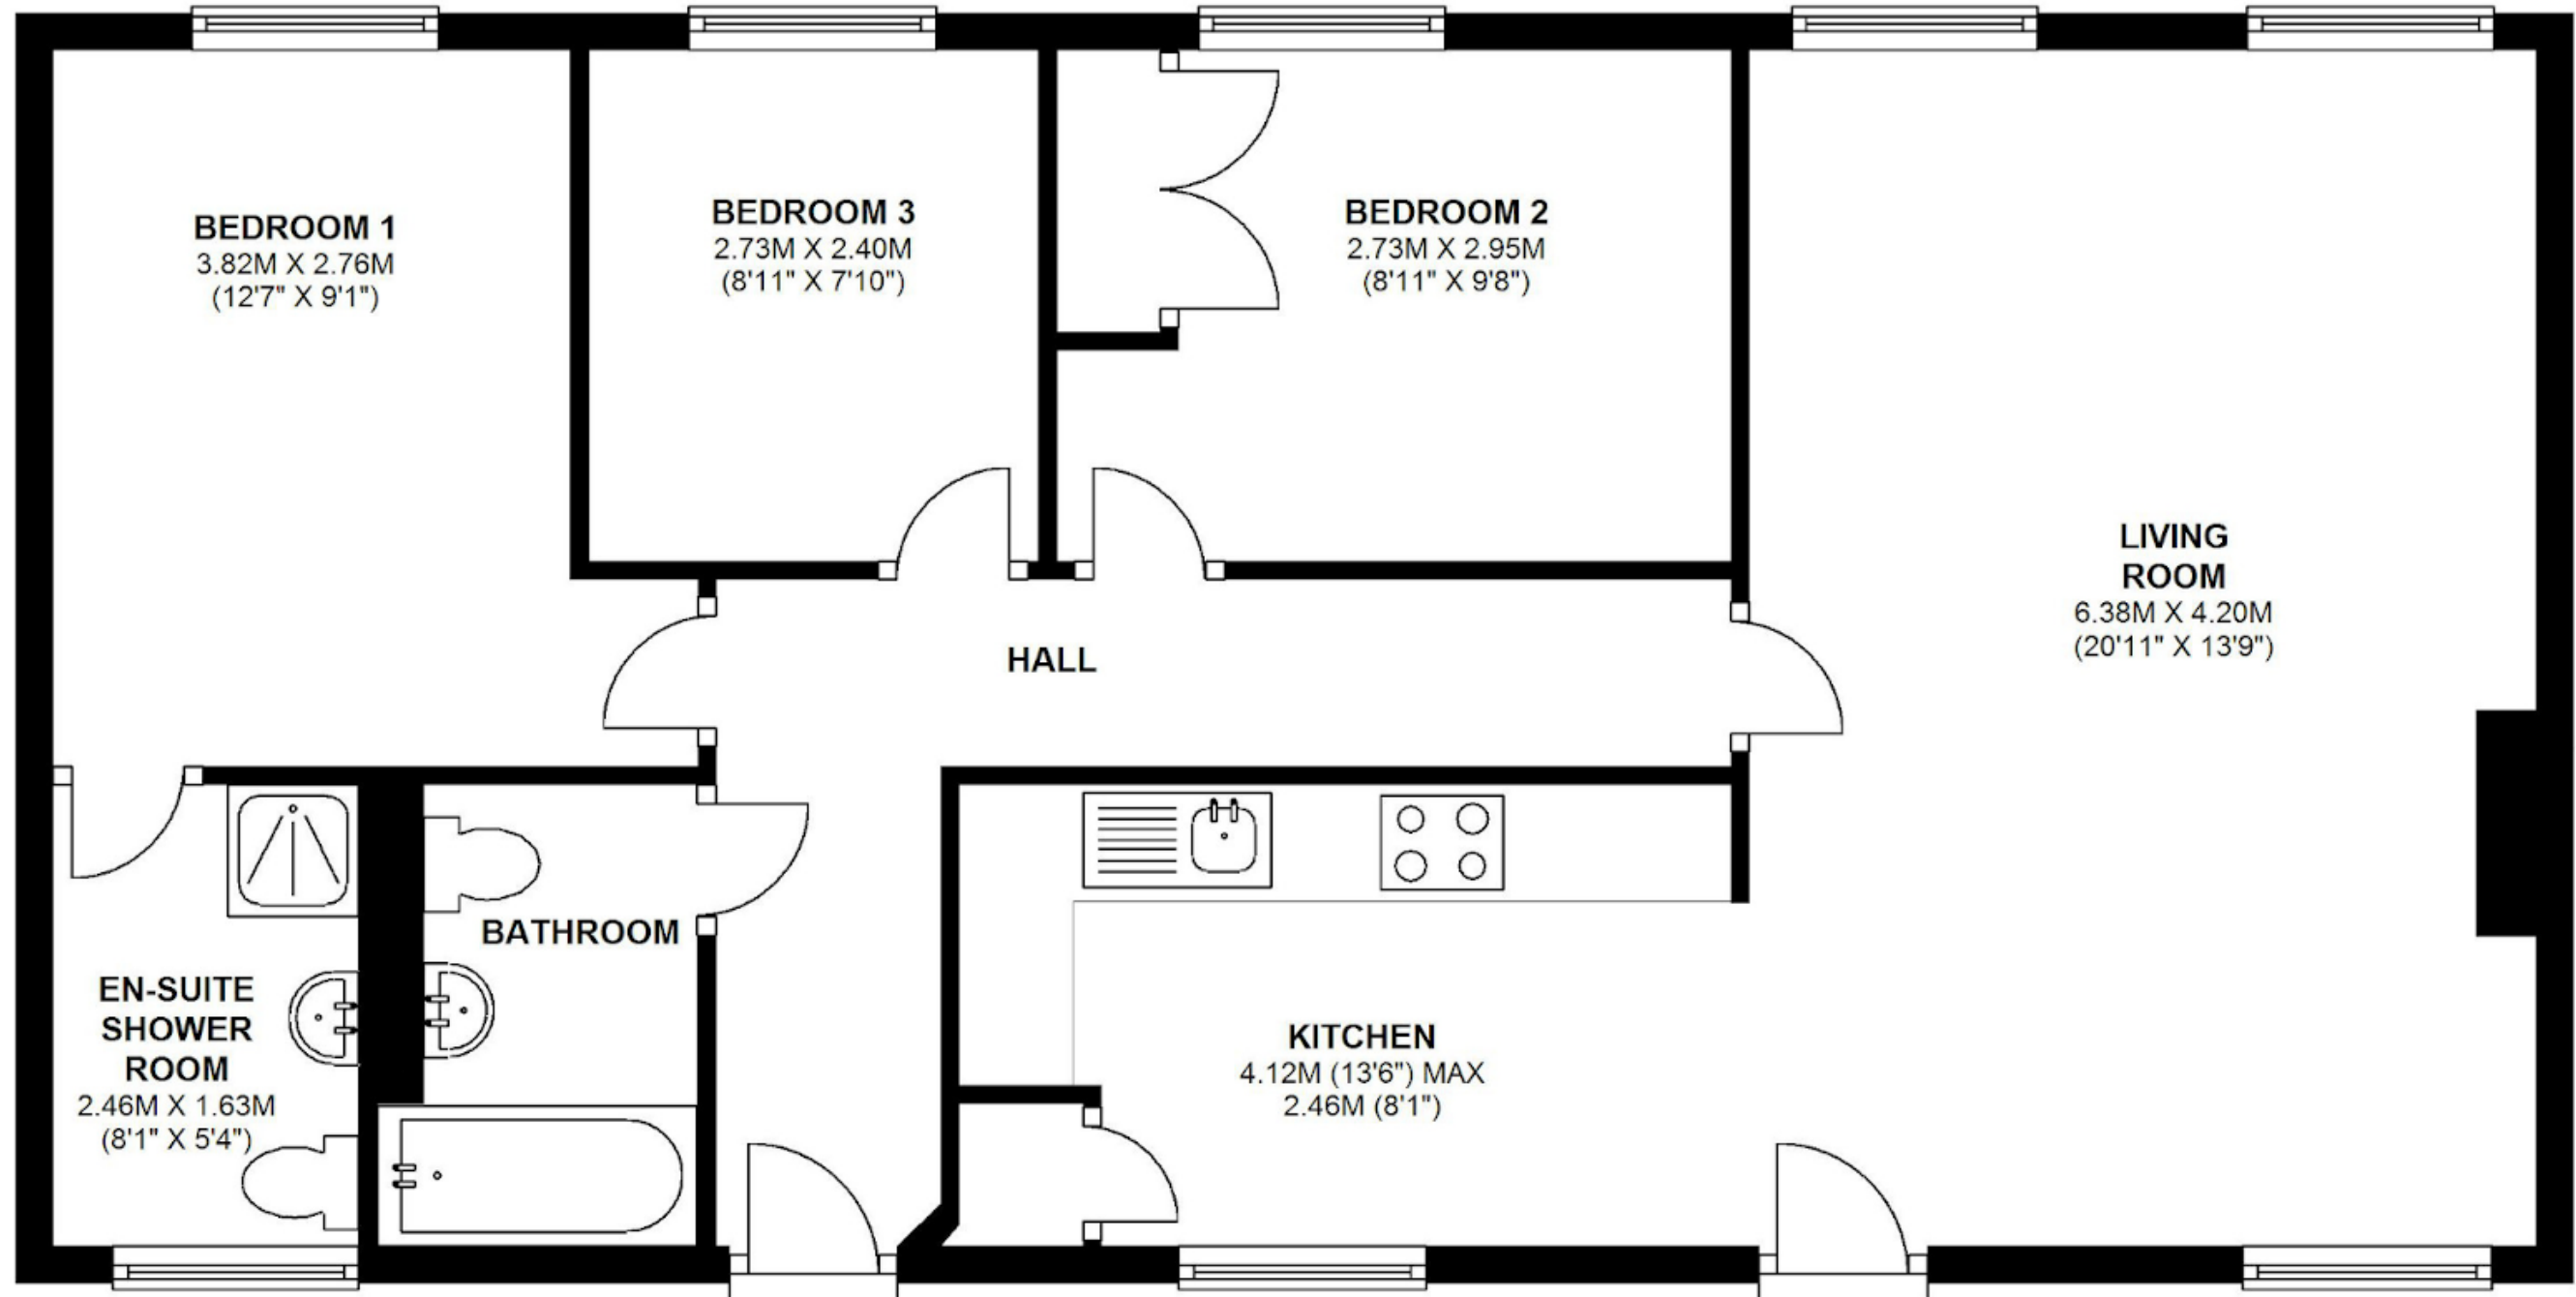 BEDROOM 1
3.82M X 2.76M
(12'7" X 9'1")
BEDROOM 3
2.73M X 2.40M
(8'11" X 7'10")
BEDROOM 2
2.73M X 2.95M
(8'11" X 9'8")
LIVING
ROOM
6.38M X 4.20M
(20'11" X 13'9")
HALL
BATHROOM
EN-SUITE
SHOWER
ROOM
2.46M X 1.63M
(8'1" X 5'4")
KITCHEN
4.12M (13'6") MAX
2.46M (8'1")